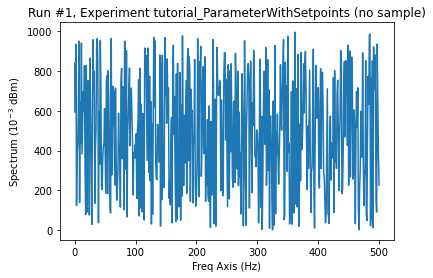 Run #1, Experiment tutorial_ParameterWithSetpoints (no sample)
1000
800
600
400
200
0
Spectrum (10⁻³ dBm)
0 100 200 300 400 500
Freq Axis (Hz)